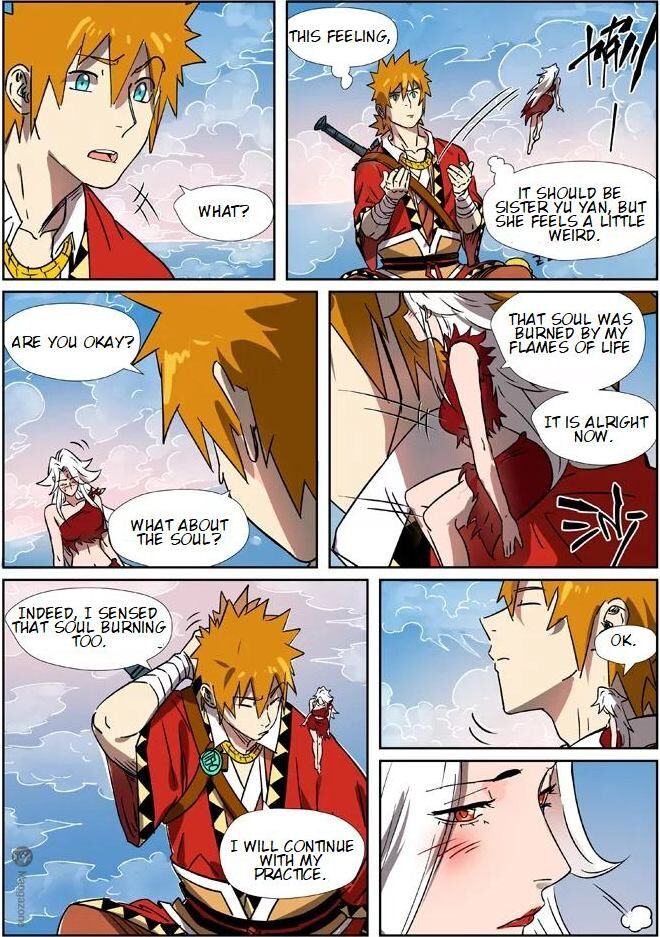 WHAT?
THIS FEELING,
IT SHOULD BE
SISTER YU YAN, BUT
SHE FEELS A LITTLE
WEIRD.
ARE YOU OKAY?
WHAT ABOUT
THE SOUL?
THAT SOUL WAS
BURNED BY MY
FLAMES OF LIFE
IT IS ALRIGHT
NOW.
INDEED, I SENSED
THAT SOUL BURNING
TOO.
I WILL CONTINUE
WITH MY
PRACTICE.
OK.
Mangazone